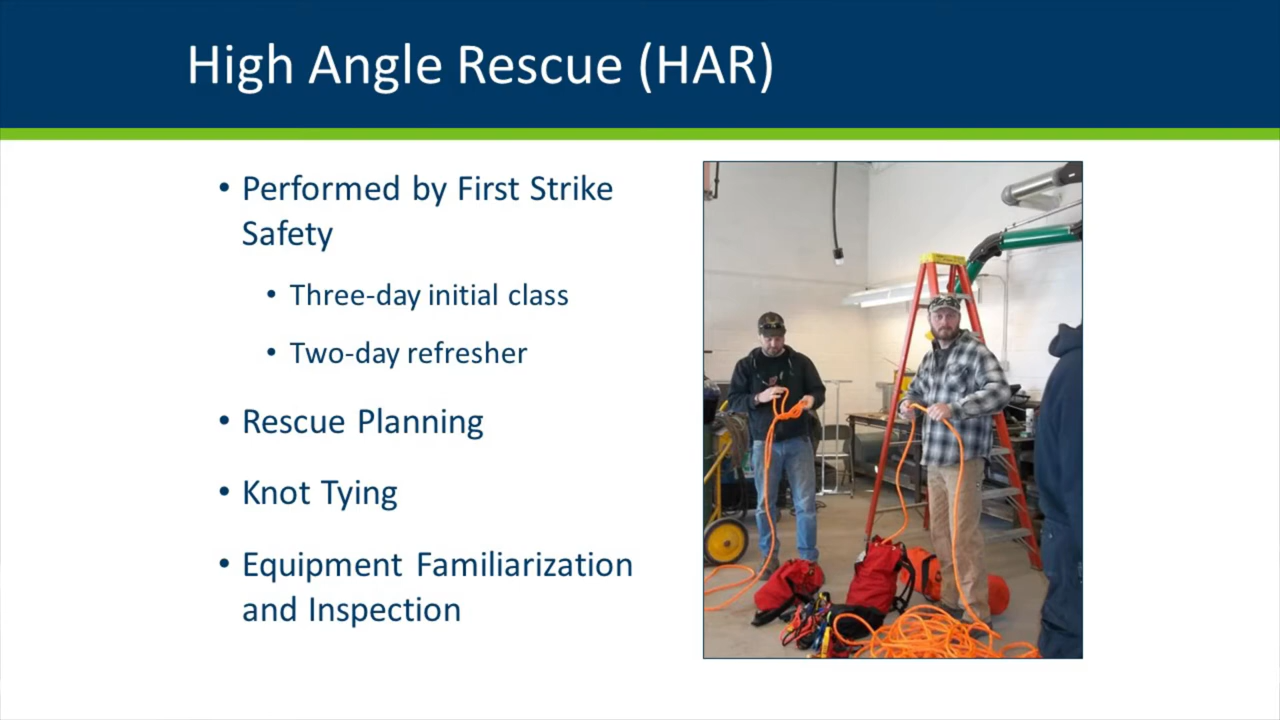 High Angle Rescue (HAR)
• Performed by First Strike
Safety
• Three-day initial class
• Two-day refresher
• Rescue Planning
• Knot Tying
• Equipment Familiarization
and Inspection